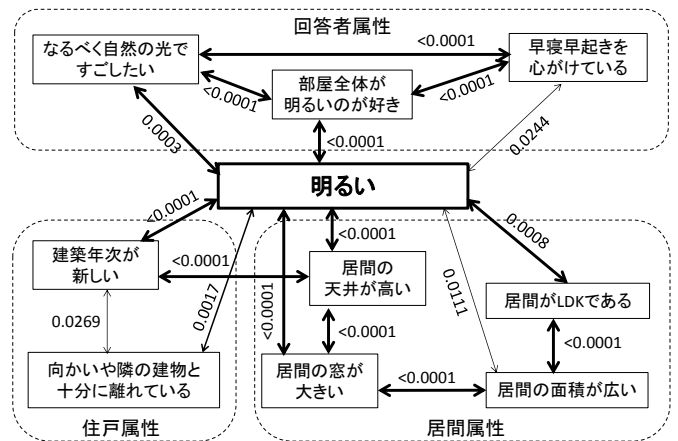 回答者属性
なるべく自然の光で
すごしたい
<0.0001
早寝早起きを
心がけている
部屋全体が
明るいのが好き
<0.0001
<0.0001
0.0003
<0.0001
0.0244
明るい
<0.0001
<0.0001
0.0008
建築年次が
新しい
<0.0001
居間の
天井が高い
0.0111
居間がLDKである
0.0269
0.0017
<0.0001
<0.0001
<0.0001
向かいや隣の建物と
十分に離れている
居間の窓が
大きい
<0.0001
居間の面積が広い
住戸属性
居間属性